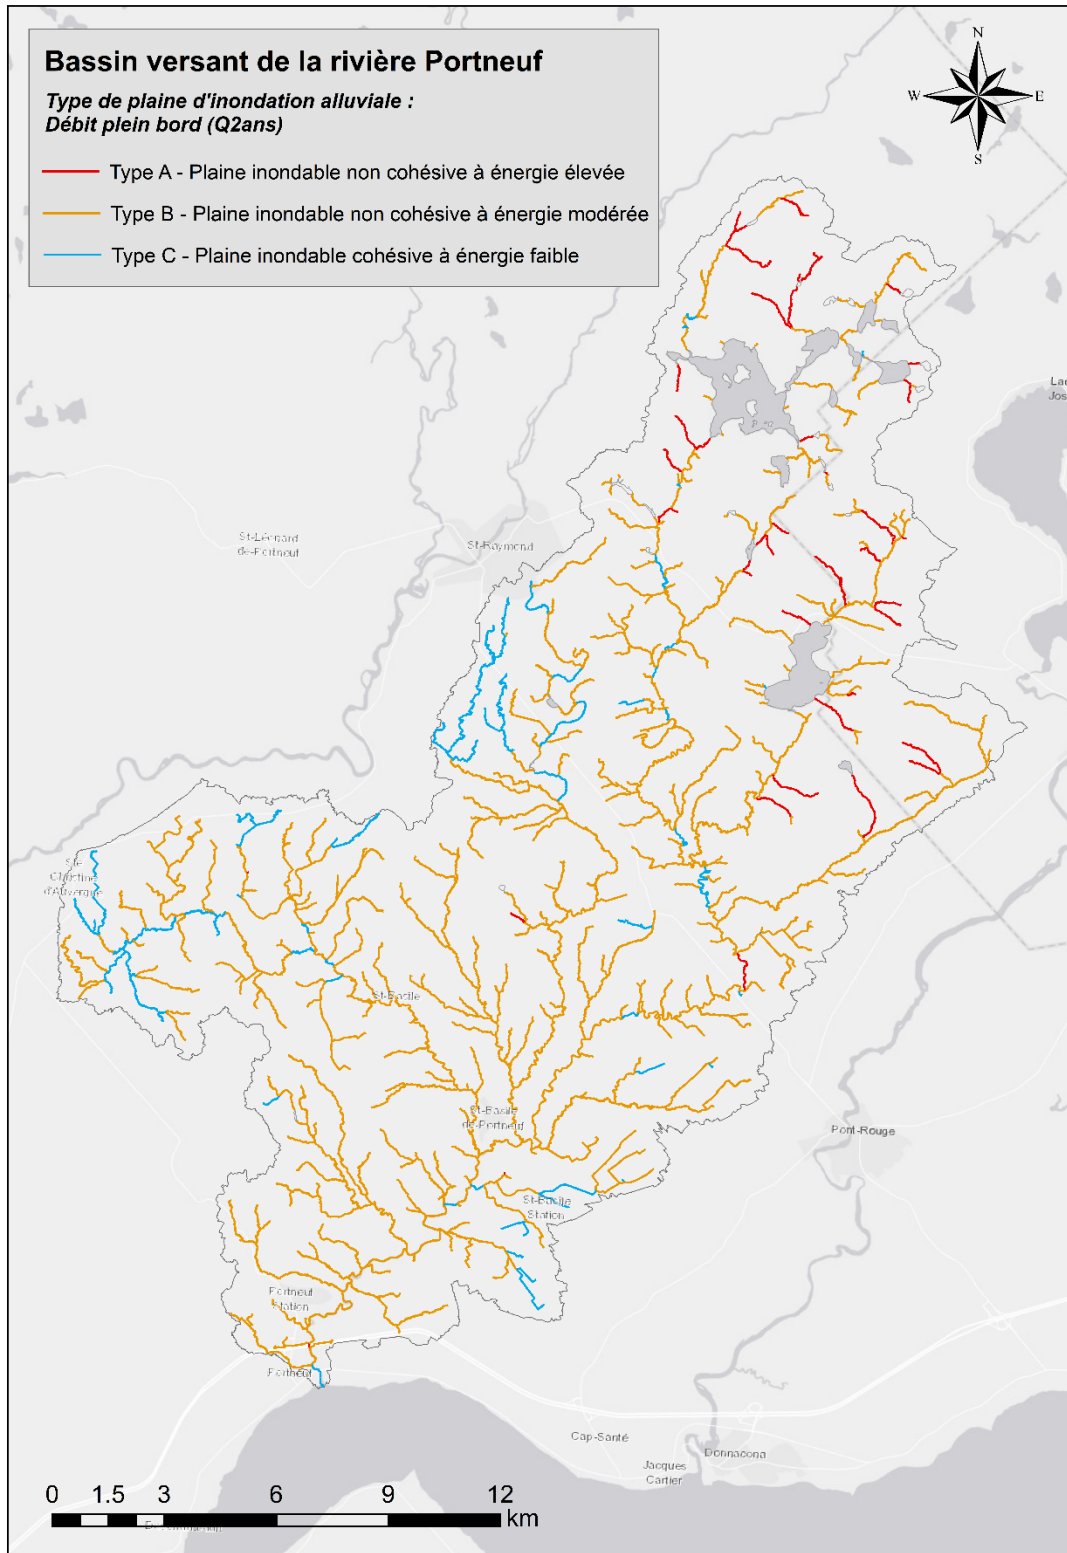 Bassin versant de la rivière Portneuf
Type de plaine d'inondation alluviale :
Débit plein bord (Q2ans)
Type A - Plaine inondable non cohésive à énergie élevée
Type B - Plaine inondable non cohésive à énergie modérée
Type C - Plaine inondable cohésive à énergie faible
N
W
E
S
St-Léonard
de-Portneuf
St-Raymond
Ste
Christine
d'Auvergne
St-Basile
St-Basile
de-Portneuf
Pont-Rouge
St-Basile
Station
Portneuf
Station
Portneuf
Cap-Santé
Jacques
Cartier
Donnacona
0 1.5 3 6 9 12
km